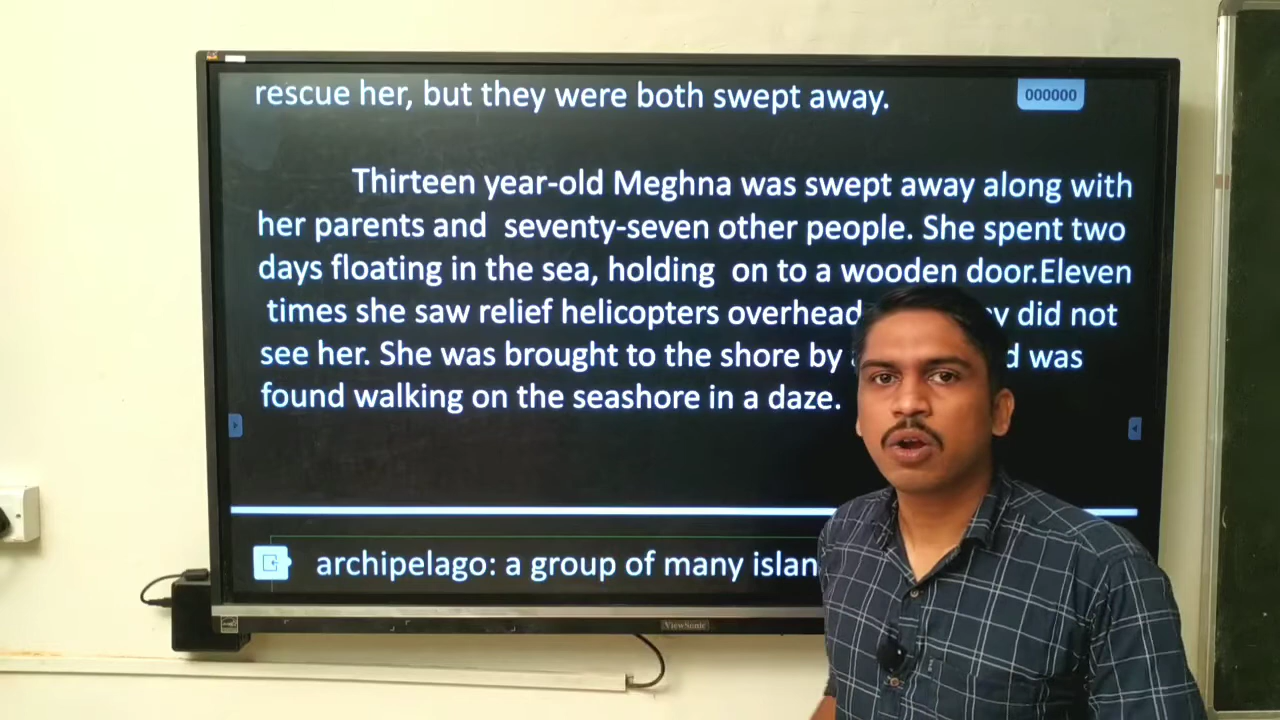 rescue her, but they were both swept away.
000000
Thirteen year-old Meghna was swept away along with
her parents and seventy-seven other people. She spent two
days floating in the sea, holding on to a wooden door.Eleven
times she saw relief helicopters overhead did not
see her. She was brought to the shore by was
found walking on the seashore in a daze.
archipelago: a group of many
ViewSonic